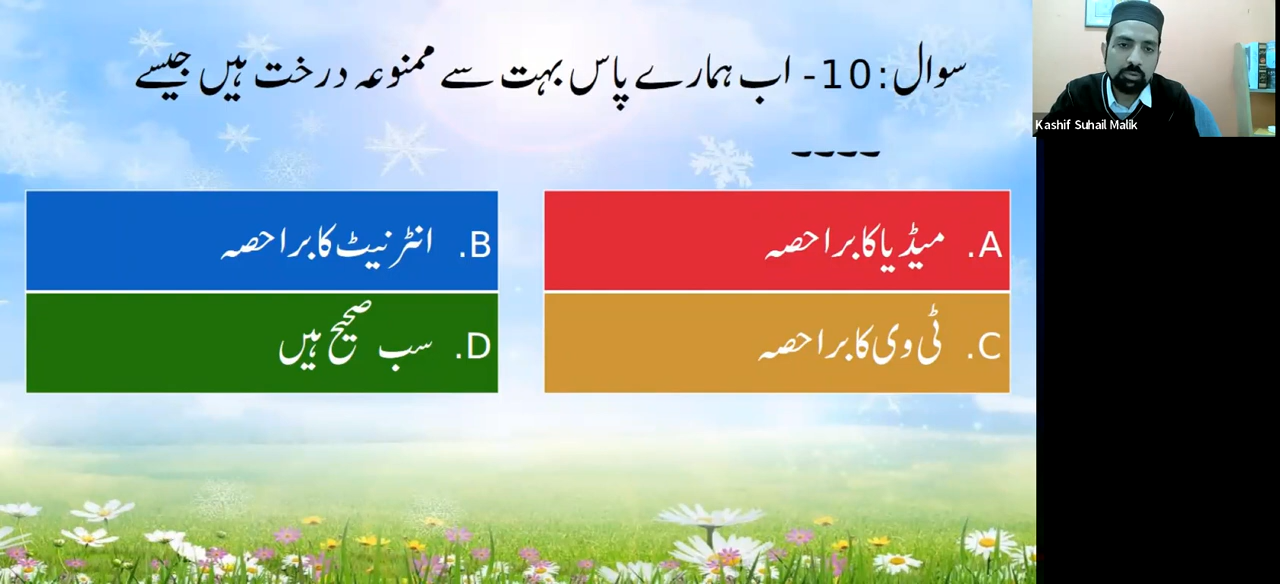 سوال:10- اب ہمارے پاس بہت سے ممنوعہ درخت ہیں جیسے
۔۔۔۔
A. میڈیا کا برا حصہ
B. انٹرنیٹ کا برا حصہ
C. ٹی وی کا برا حصہ
D. سب صحیح ہیں
Kashif Suhail Malik